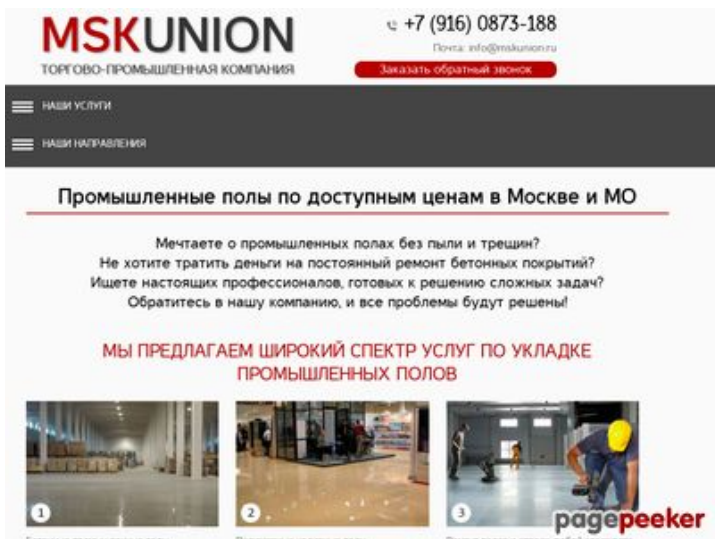 MSKUNION
ТОРГОВО-ПРОМЫШЛЕННАЯ КОМПАНИЯ
+7 (916) 0873-188
Почта: info@mskunion.ru
Заказать обратный звонок
НАШИ УСЛУГИ
НАШИ НАПРАВЛЕНИЯ
Промышленные полы по доступным ценам в Москве и МО
Мечтаете о промышленных полах без пыли и трещин?
Не хотите тратить деньги на постоянный ремонт бетонных покрытий?
Ищете настоящих профессионалов, готовых к решению сложных задач?
Обратитесь в нашу компанию, и все проблемы будут решены!
МЫ ПРЕДЛАГАЕМ ШИРОКИЙ СПЕКТР УСЛУГ ПО УКЛАДКЕ
ПРОМЫШЛЕННЫХ ПОЛОВ
1
2
3
pagepeeker